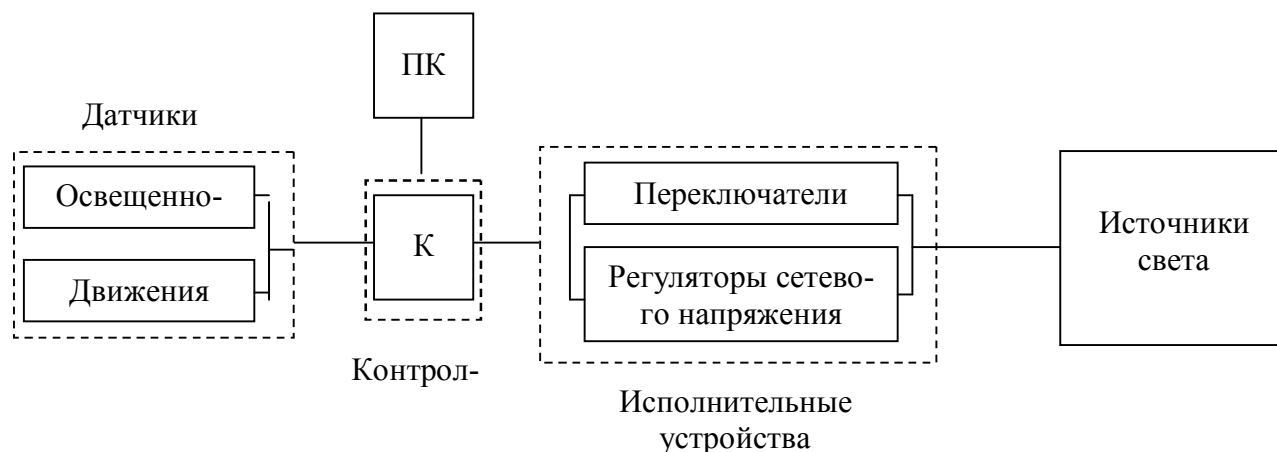 ПК
Датчики
Освещенно-
Движения
К
Контрол-
Переключатели
Регуляторы сетево-
го напряжения
Исполнительные
устройства
Источники
света